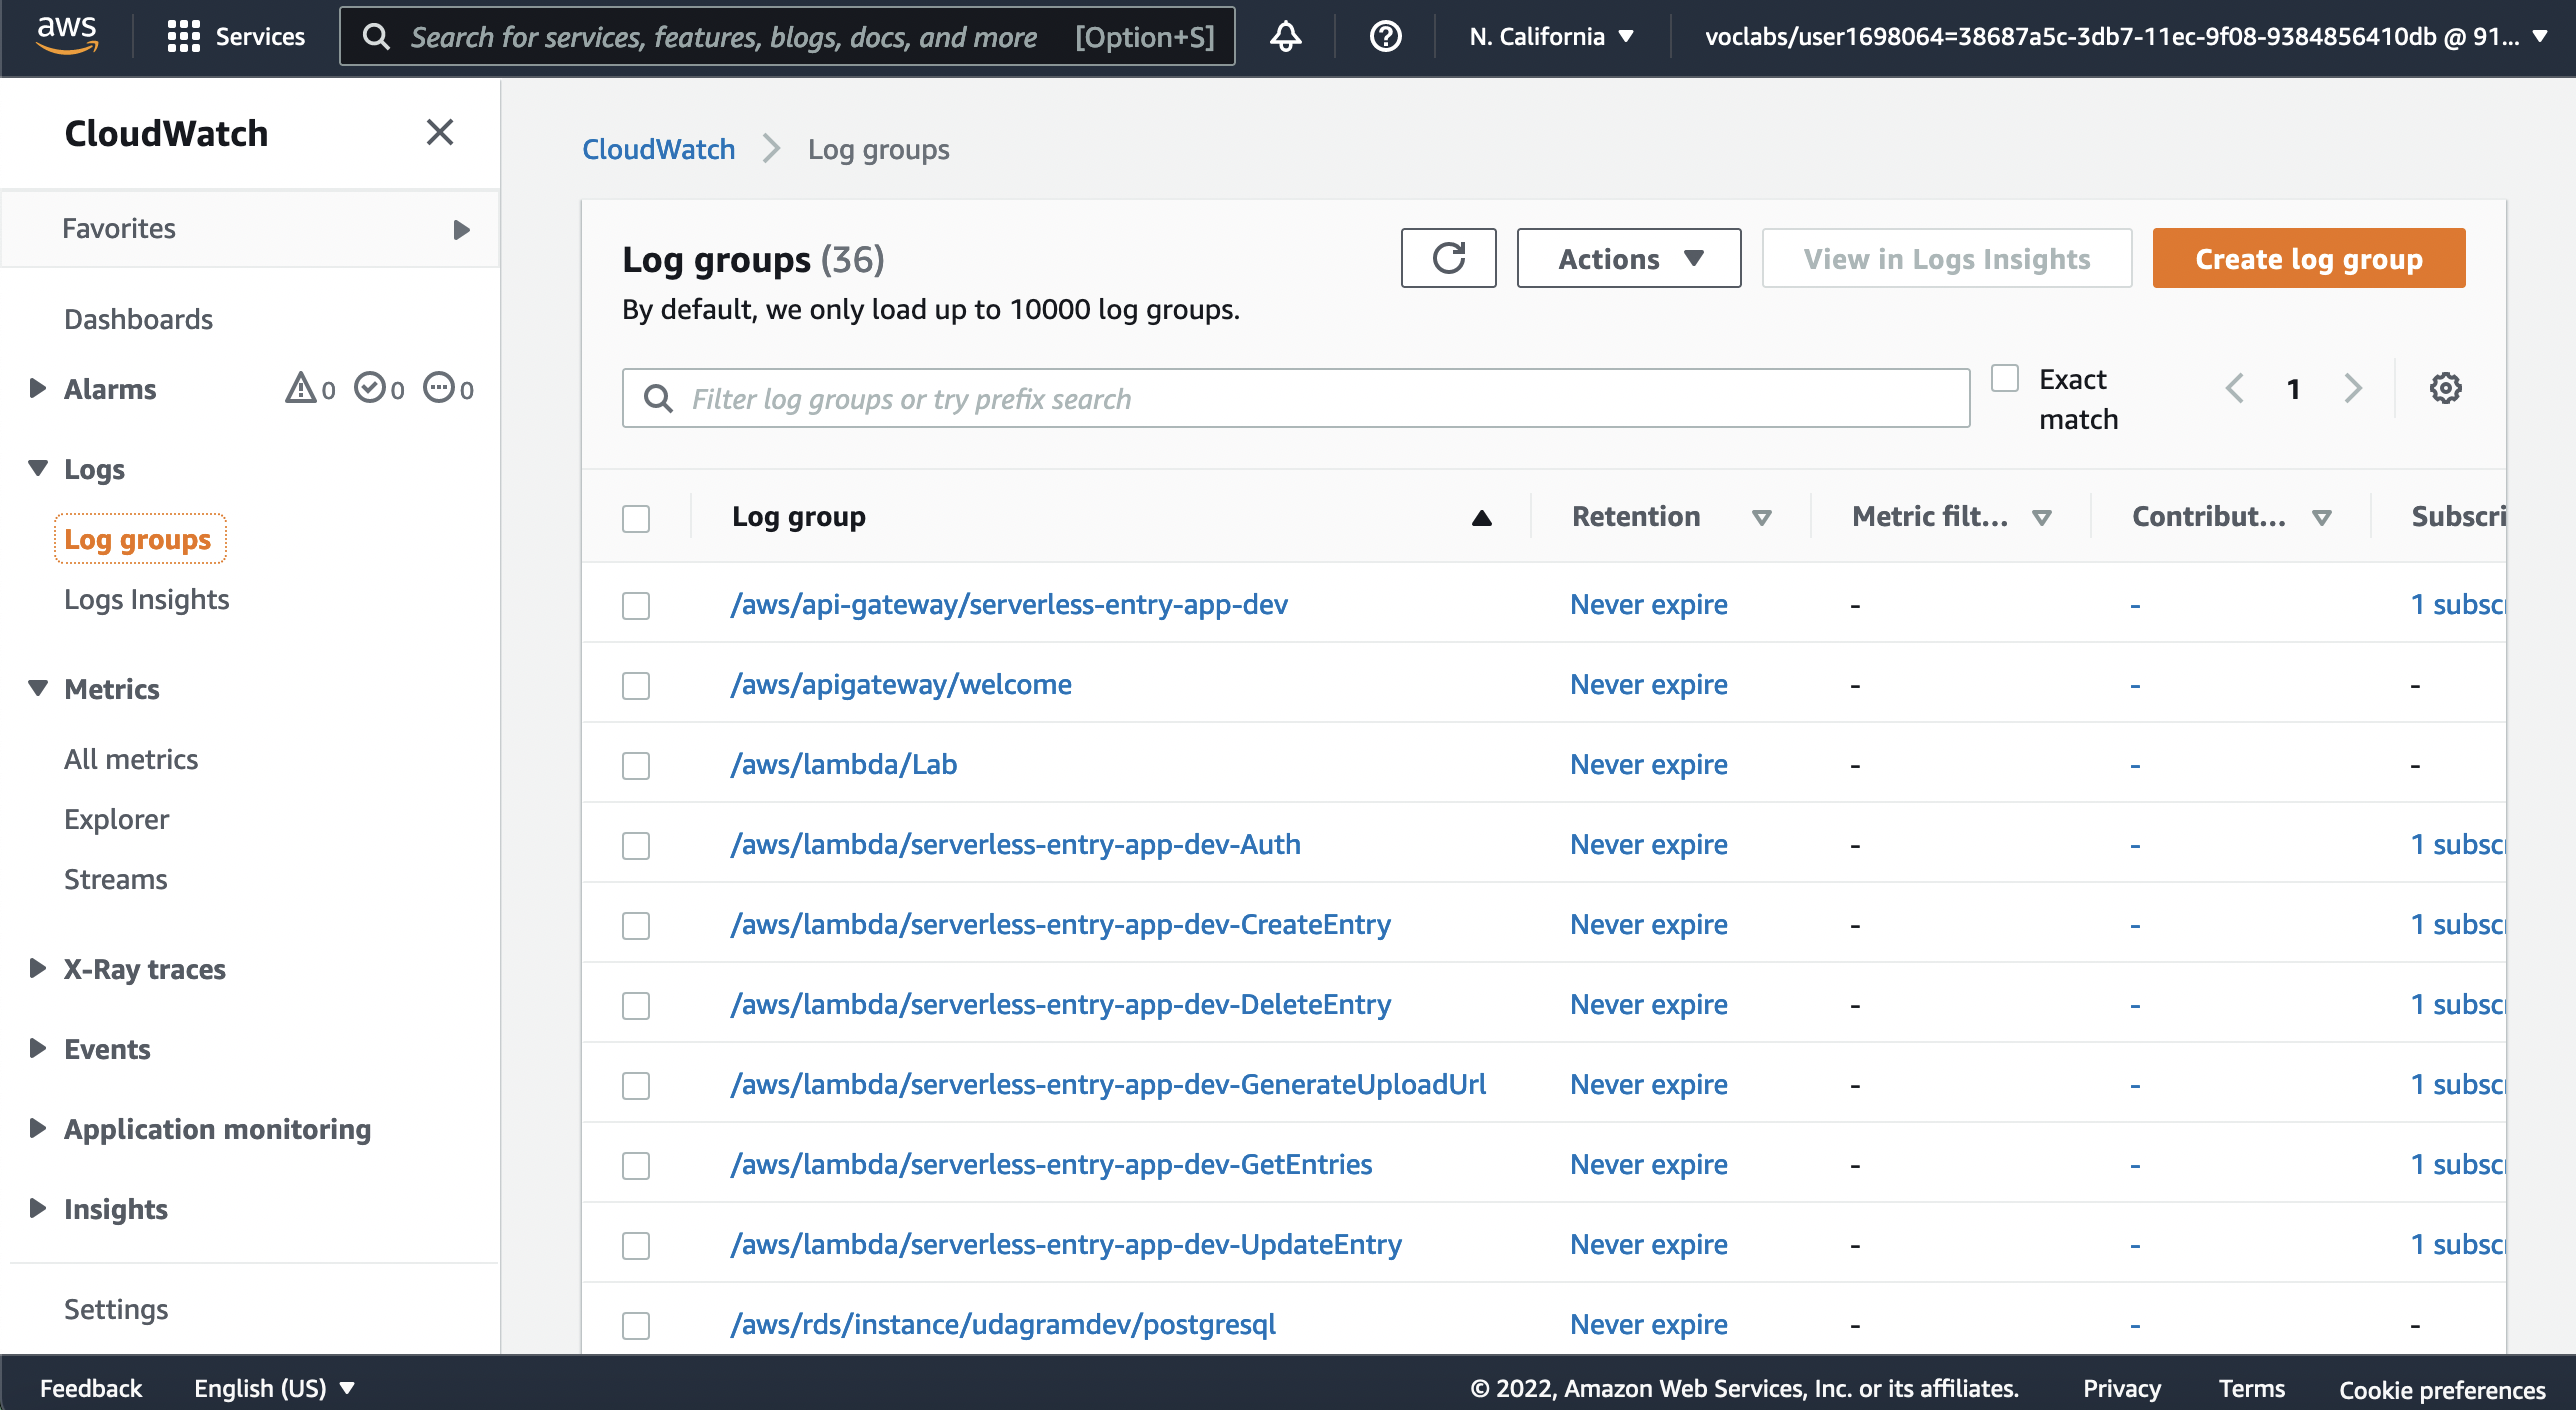 aws
Services
Search for services, features, blogs, docs, and more [Option+S]
N. California
voclabs/user1698064=38687a5c-3db7-11ec-9f08-9384856410db @ 91...
CloudWatch
Favorites
Dashboards
Alarms 0 0 0
Logs
Log groups
Logs Insights
Metrics
All metrics
Explorer
Streams
X-Ray traces
Events
Application monitoring
Insights
Settings
CloudWatch Log groups
Log groups (36)
By default, we only load up to 10000 log groups.
Actions
View in Logs Insights
Create log group
Filter log groups or try prefix search
Exact
match
1
Log group Retention Metric filt... Contribut... Subscri
/aws/api-gateway/serverless-entry-app-dev Never expire - - 1 subscr
/aws/apigateway/welcome Never expire - - -
/aws/lambda/Lab Never expire - - -
/aws/lambda/serverless-entry-app-dev-Auth Never expire - - 1 subscr
/aws/lambda/serverless-entry-app-dev-CreateEntry Never expire - - 1 subscr
/aws/lambda/serverless-entry-app-dev-DeleteEntry Never expire - - 1 subscr
/aws/lambda/serverless-entry-app-dev-GenerateUploadUrl Never expire - - 1 subscr
/aws/lambda/serverless-entry-app-dev-GetEntries Never expire - - 1 subscr
/aws/lambda/serverless-entry-app-dev-UpdateEntry Never expire - - 1 subscr
/aws/rds/instance/udagramdev/postgresql Never expire - - -
Feedback English (US) © 2022, Amazon Web Services, Inc. or its affiliates. Privacy Terms Cookie preferences